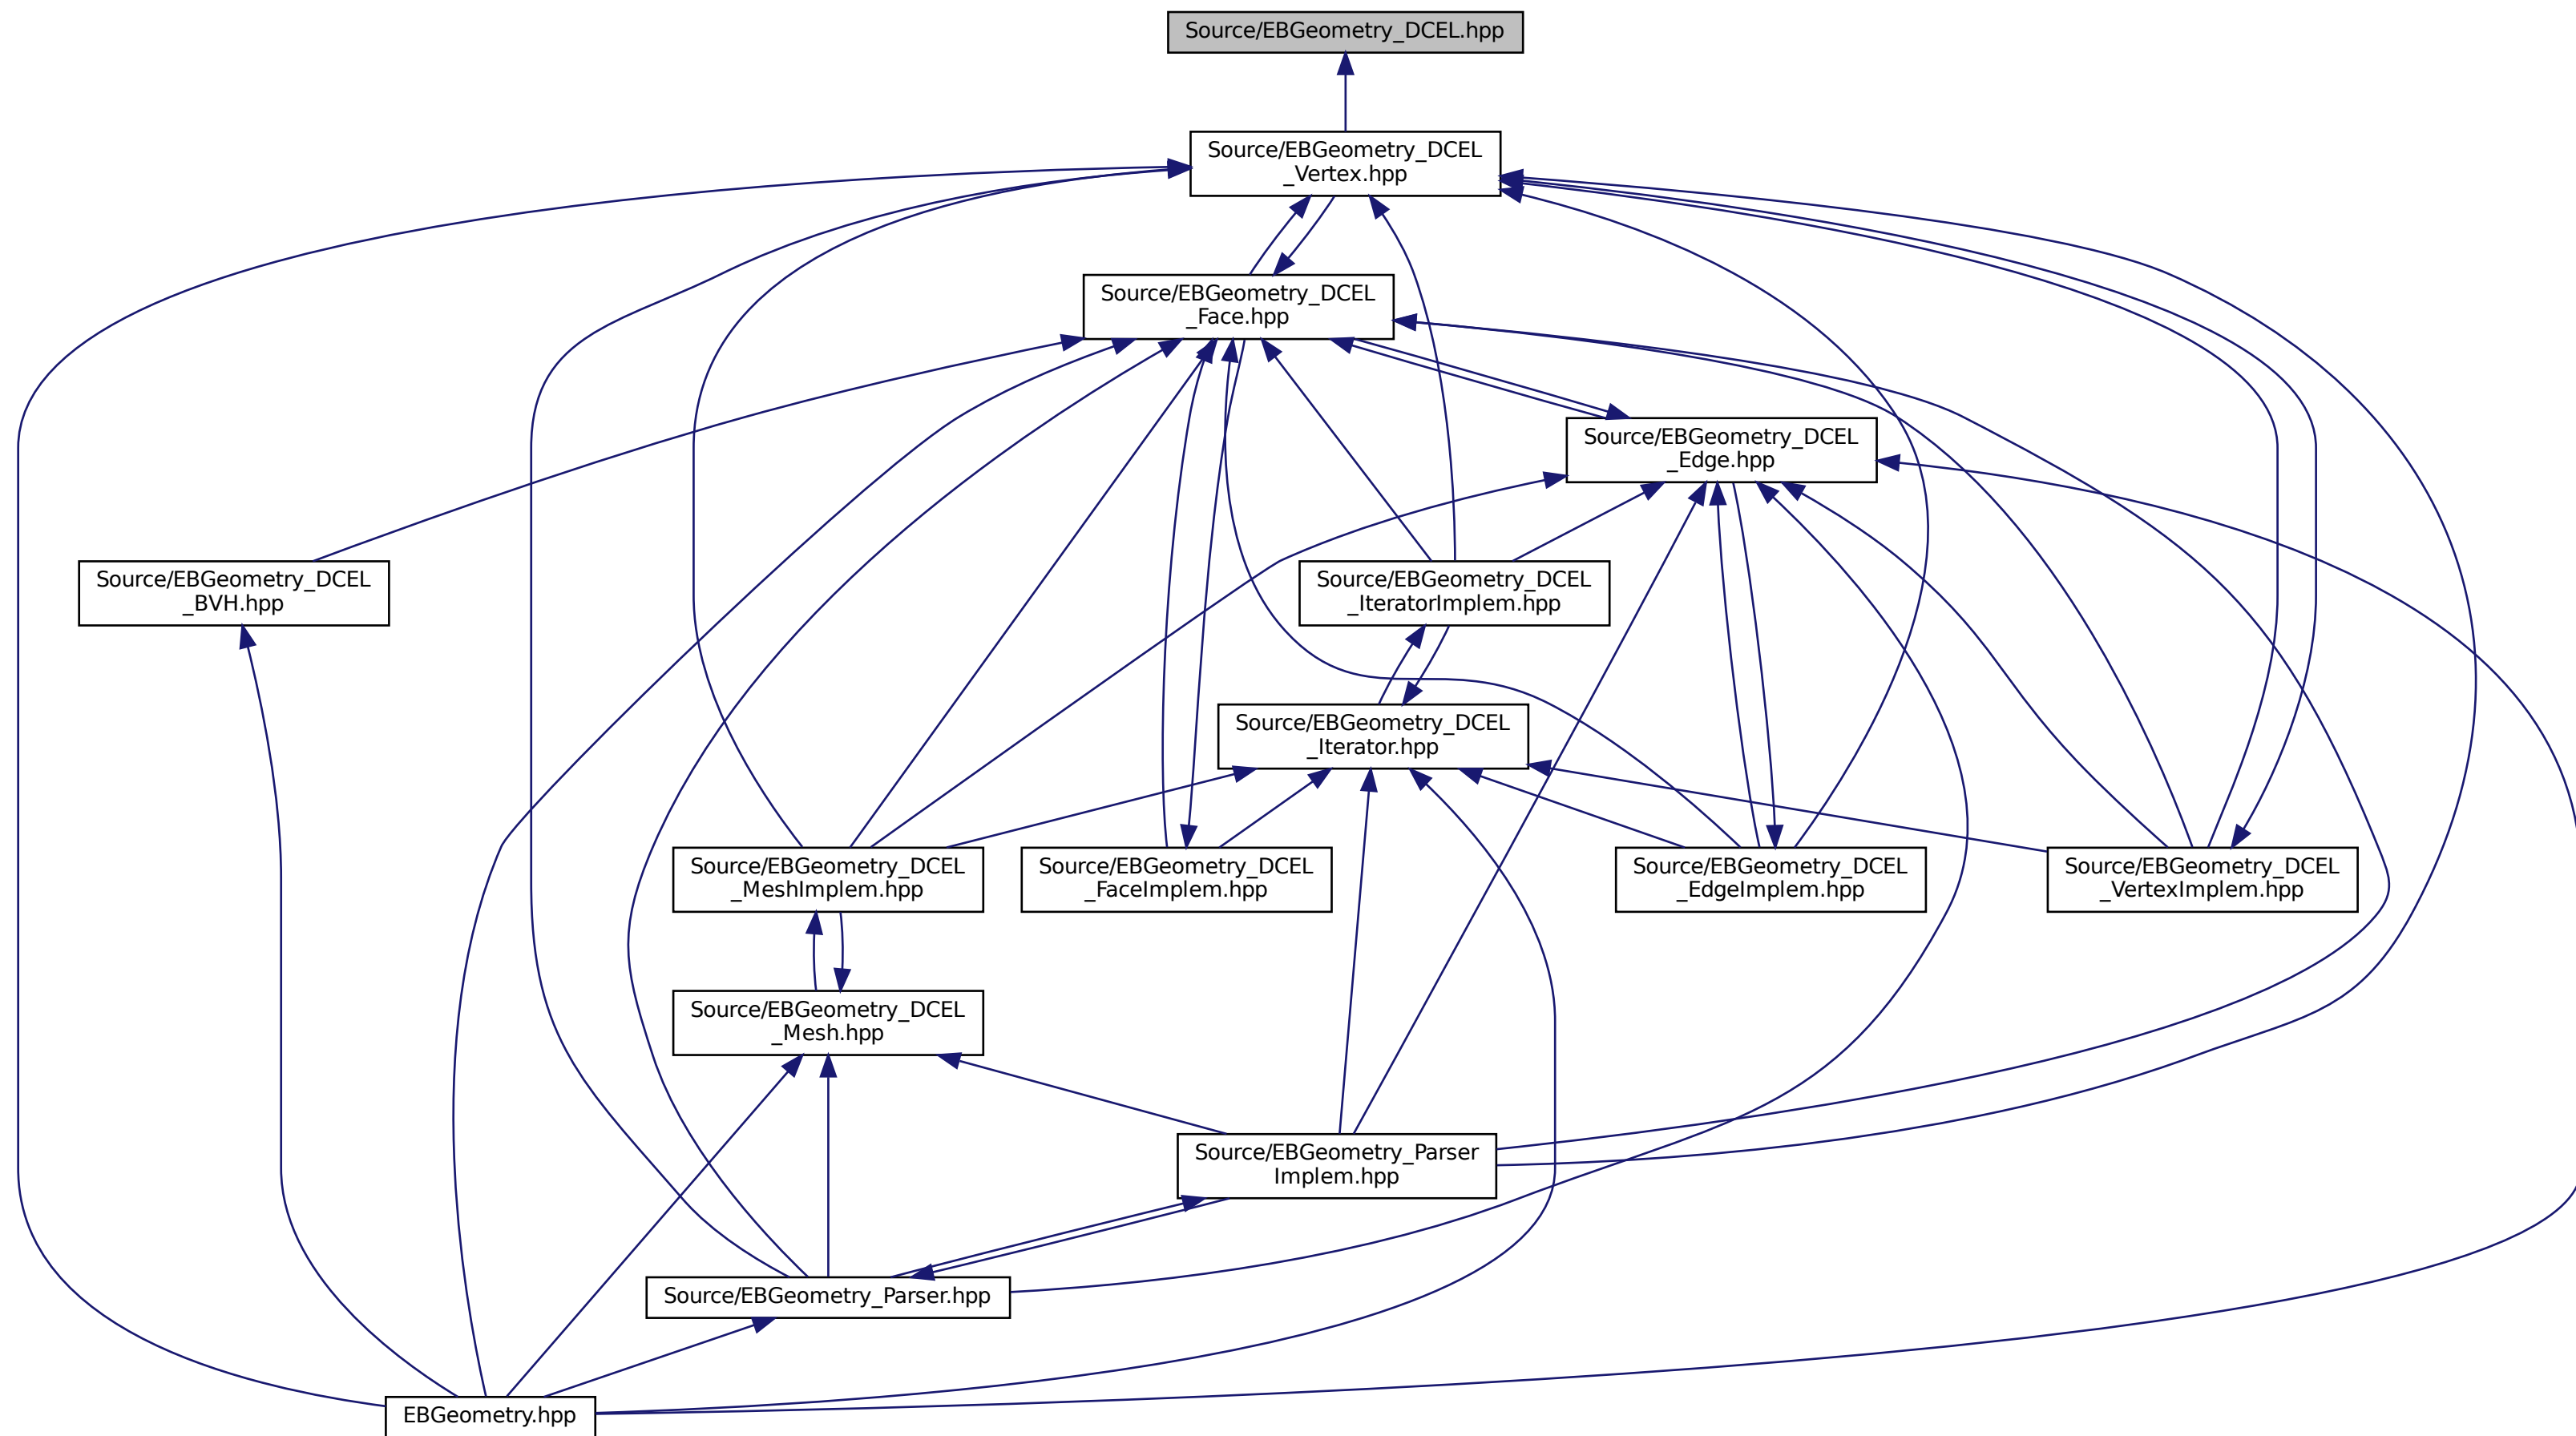 Source/EBGeometry_DCEL.hpp
Source/EBGeometry_DCEL
_Vertex.hpp
Source/EBGeometry_DCEL
_Face.hpp
Source/EBGeometry_DCEL
_Edge.hpp
Source/EBGeometry_DCEL
_BVH.hpp
Source/EBGeometry_DCEL
_IteratorImplem.hpp
Source/EBGeometry_DCEL
_Iterator.hpp
Source/EBGeometry_DCEL
_MeshImplem.hpp
Source/EBGeometry_DCEL
_FaceImplem.hpp
Source/EBGeometry_DCEL
_EdgeImplem.hpp
Source/EBGeometry_DCEL
_VertexImplem.hpp
Source/EBGeometry_DCEL
_Mesh.hpp
Source/EBGeometry_Parser
Implem.hpp
Source/EBGeometry_Parser.hpp
EBGeometry.hpp